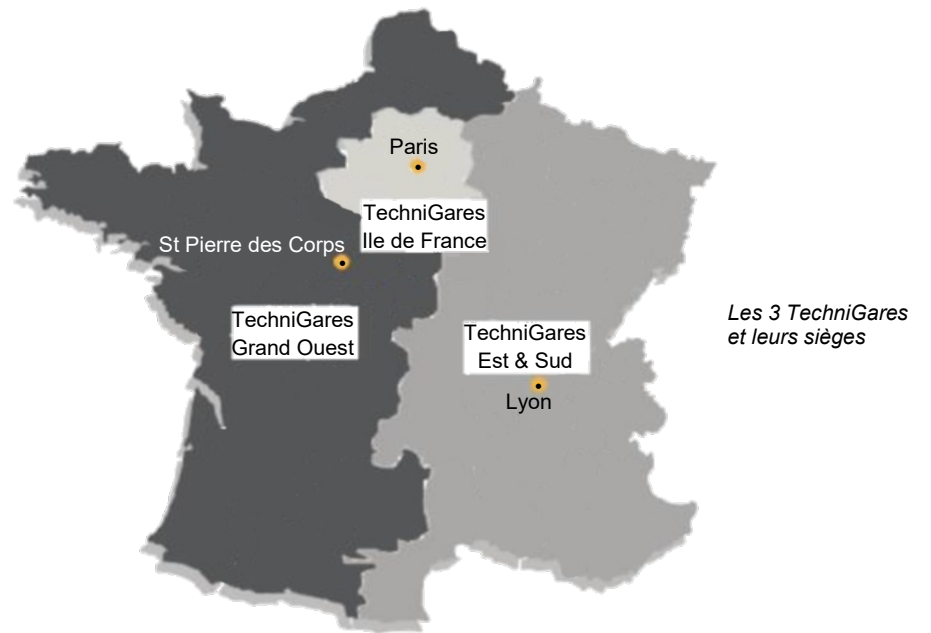 Paris
TechniGares
Ile de France
St Pierre des Corps
TechniGares
Grand Ouest
TechniGares
Est & Sud
Lyon
Les 3 TechniGares
et leurs sièges